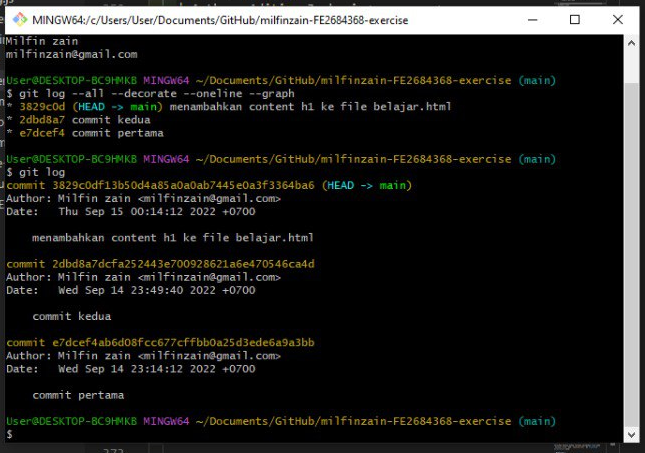 MINGW64:/c/Users/User/Documents/GitHub/milfinzain-FE2684368-exercise
Milfin zain
milfinzain@gmail.com
User@DESKTOP-BC9HMKB MINGW64 ~/Documents/GitHub/milfinzain-FE2684368-exercise (main)
$ git log --all --decorate --oneline --graph
* 3829c0d (HEAD -> main) menambahkan content h1 ke file belajar.html
* 2dbd8a7 commit kedua
* e7dcef4 commit pertama
User@DESKTOP-BC9HMKB MINGW64 ~/Documents/GitHub/milfinzain-FE2684368-exercise (main)
$ git log
commit 3829c0df13b50d4a85a0a0ab7445e0a3f3364ba6 (HEAD -> main)
Author: Milfin zain <milfinzain@gmail.com>
Date:   Thu Sep 15 00:14:12 2022 +0700
menambahkan content h1 ke file belajar.html
commit 2dbd8a7dcfa252443e700928621a6e470546ca4d
Author: Milfin zain <milfinzain@gmail.com>
Date:   Wed Sep 14 23:49:40 2022 +0700
commit kedua
commit e7dcef4ab6d08fcc677cffbb0a25d3ede6a9a3bb
Author: Milfin zain <milfinzain@gmail.com>
Date:   Wed Sep 14 23:14:12 2022 +0700
commit pertama
User@DESKTOP-BC9HMKB MINGW64 ~/Documents/GitHub/milfinzain-FE2684368-exercise (main)
$